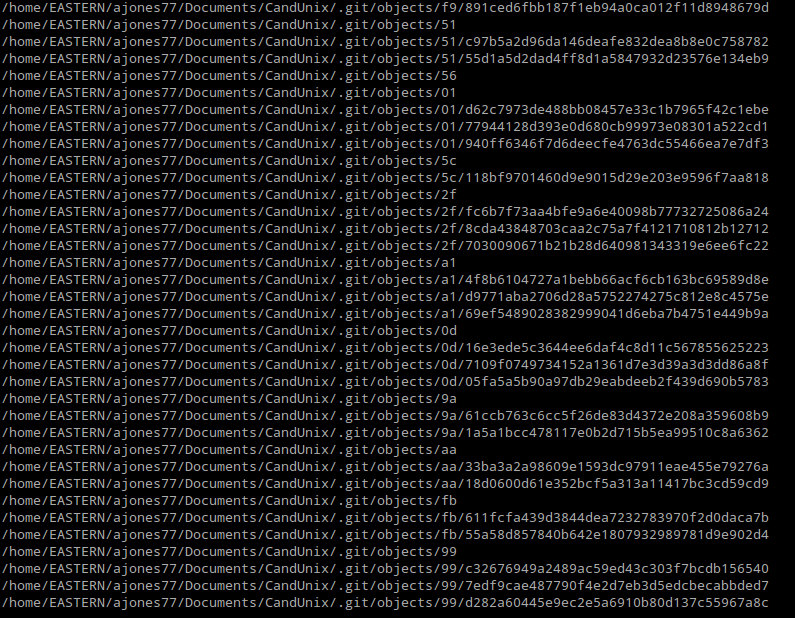 /home/EASTERN/ajones77/Documents/CandUnix/.git/objects/f9/891ced6fbb187f1eb94a0ca012f11d8948679d
/home/EASTERN/ajones77/Documents/CandUnix/.git/objects/51
/home/EASTERN/ajones77/Documents/CandUnix/.git/objects/51/c97b5a2d96da146deafe832dea8b8e0c758782
/home/EASTERN/ajones77/Documents/CandUnix/.git/objects/51/55d1a5d2dad4ff8d1a5847932d23576e134eb9
/home/EASTERN/ajones77/Documents/CandUnix/.git/objects/56
/home/EASTERN/ajones77/Documents/CandUnix/.git/objects/01
/home/EASTERN/ajones77/Documents/CandUnix/.git/objects/01/d62c7973de488bb08457e33c1b7965f42c1ebe
/home/EASTERN/ajones77/Documents/CandUnix/.git/objects/01/77944128d393e0d680cb99973e08301a522cd1
/home/EASTERN/ajones77/Documents/CandUnix/.git/objects/01/940ff6346f7d6deecfe4763dc55466ea7e7df3
/home/EASTERN/ajones77/Documents/CandUnix/.git/objects/5c
/home/EASTERN/ajones77/Documents/CandUnix/.git/objects/5c/118bf9701460d9e9015d29e203e9596f7aa818
/home/EASTERN/ajones77/Documents/CandUnix/.git/objects/2f
/home/EASTERN/ajones77/Documents/CandUnix/.git/objects/2f/fc6b7f73aa4bfe9a6e40098b77732725086a24
/home/EASTERN/ajones77/Documents/CandUnix/.git/objects/2f/8cda43848703caa2c75a7f4121710812b12712
/home/EASTERN/ajones77/Documents/CandUnix/.git/objects/2f/7030090671b21b28d640981343319e6ee6fc22
/home/EASTERN/ajones77/Documents/CandUnix/.git/objects/a1
/home/EASTERN/ajones77/Documents/CandUnix/.git/objects/a1/4f8b6104727a1bebb66acf6cb163bc69589d8e
/home/EASTERN/ajones77/Documents/CandUnix/.git/objects/a1/d9771aba2706d28a5752274275c812e8c4575e
/home/EASTERN/ajones77/Documents/CandUnix/.git/objects/a1/69ef5489028382999041d6eba7b4751e449b9a
/home/EASTERN/ajones77/Documents/CandUnix/.git/objects/0d
/home/EASTERN/ajones77/Documents/CandUnix/.git/objects/0d/16e3ede5c3644ee6daf4c8d11c567855625223
/home/EASTERN/ajones77/Documents/CandUnix/.git/objects/0d/7109f0749734152a1361d7e3d39a3d3dd86a8f
/home/EASTERN/ajones77/Documents/CandUnix/.git/objects/0d/05fa5a5b90a97db29eabdeeb2f439d690b5783
/home/EASTERN/ajones77/Documents/CandUnix/.git/objects/9a
/home/EASTERN/ajones77/Documents/CandUnix/.git/objects/9a/61ccb763c6cc5f26de83d4372e208a359608b9
/home/EASTERN/ajones77/Documents/CandUnix/.git/objects/9a/1a5a1bcc478117e0b2d715b5ea99510c8a6362
/home/EASTERN/ajones77/Documents/CandUnix/.git/objects/aa
/home/EASTERN/ajones77/Documents/CandUnix/.git/objects/aa/33ba3a2a98609e1593dc97911eae455e79276a
/home/EASTERN/ajones77/Documents/CandUnix/.git/objects/aa/18d0600d61e352bcf5a313a11417bc3cd59cd9
/home/EASTERN/ajones77/Documents/CandUnix/.git/objects/fb
/home/EASTERN/ajones77/Documents/CandUnix/.git/objects/fb/611fcfa439d3844dea7232783970f2d0daca7b
/home/EASTERN/ajones77/Documents/CandUnix/.git/objects/fb/55a58d857840b642e1807932989781d9e902d4
/home/EASTERN/ajones77/Documents/CandUnix/.git/objects/99
/home/EASTERN/ajones77/Documents/CandUnix/.git/objects/99/c32676949a2489ac59ed43c303f7bcdb156540
/home/EASTERN/ajones77/Documents/CandUnix/.git/objects/99/7edf9cae487790f4e2d7eb3d5edcbecabbded7
/home/EASTERN/ajones77/Documents/CandUnix/.git/objects/99/d282a60445e9ec2e5a6910b80d137c55967a8c